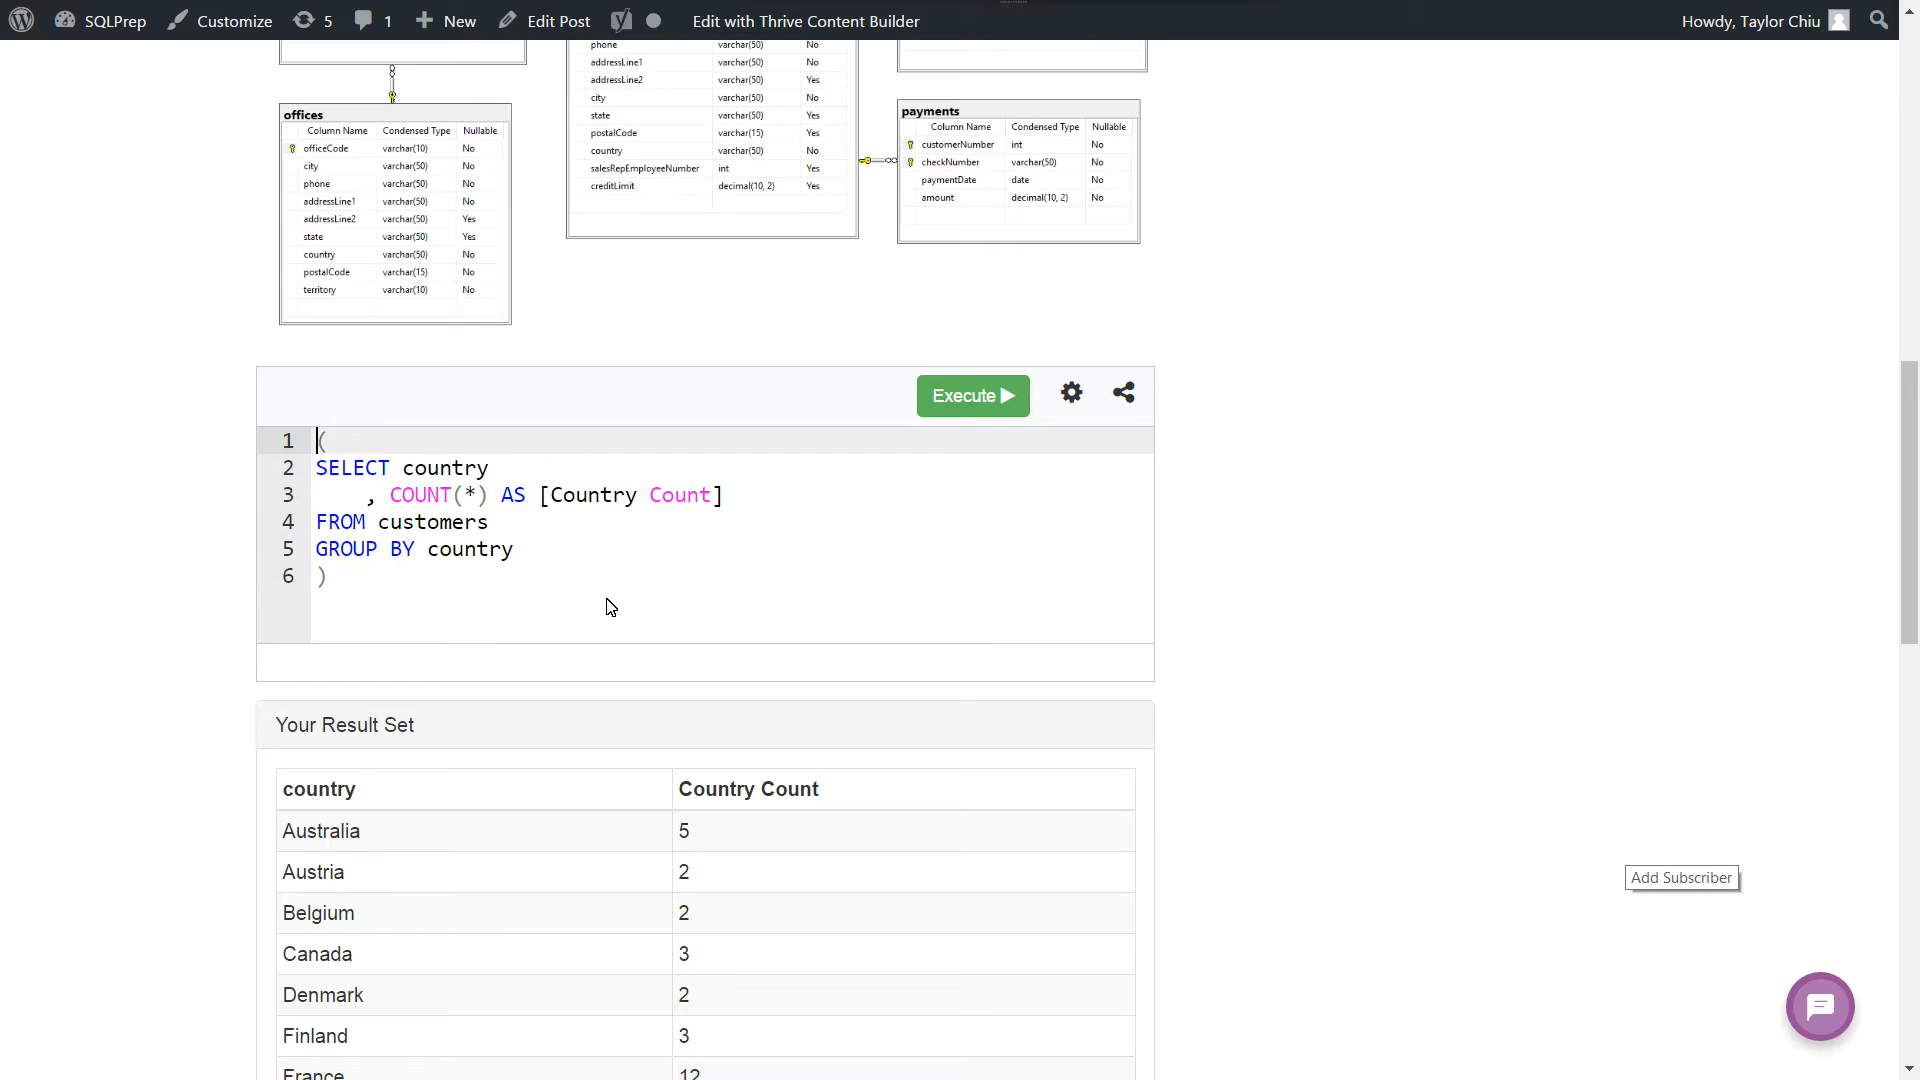 SQLPrep Customize 5 1 New Edit Post Edit with Thrive Content Builder Howdy, Taylor Chiu
offices
Column Name Condensed Type Nullable
officeCode varchar(10) No
city varchar(50) No
phone varchar(50) No
addressLine1 varchar(50) No
addressLine2 varchar(50) Yes
state varchar(50) Yes
country varchar(50) No
postalCode varchar(15) No
territory varchar(10) No
phone varchar(50) No
addressLine1 varchar(50) No
addressLine2 varchar(50) Yes
city varchar(50) No
state varchar(50) Yes
postalCode varchar(15) Yes
country varchar(50) No
salesRepEmployeeNumber int Yes
creditLimit decimal(10, 2) Yes
payments
Column Name Condensed Type Nullable
customerNumber int No
checkNumber varchar(50) No
paymentDate date No
amount decimal(10, 2) No
Execute
1 (
2 SELECT country
3 , COUNT(*) AS [Country Count]
4 FROM customers
5 GROUP BY country
6 )
Your Result Set
country Country Count
Australia 5
Austria 2
Belgium 2
Canada 3
Denmark 2
Finland 3
France 12
Add Subscriber